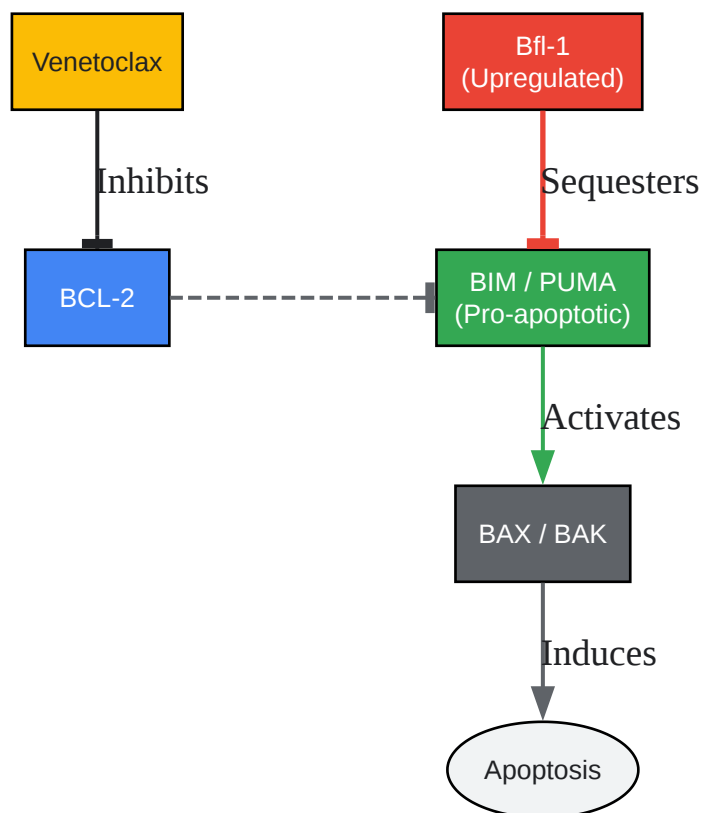 Venetoclax
Bfl-1
(Upregulated)
Inhibits
Sequesters
BCL-2
BIM / PUMA
(Pro-apoptotic)
Activates
BAX / BAK
Induces
Apoptosis